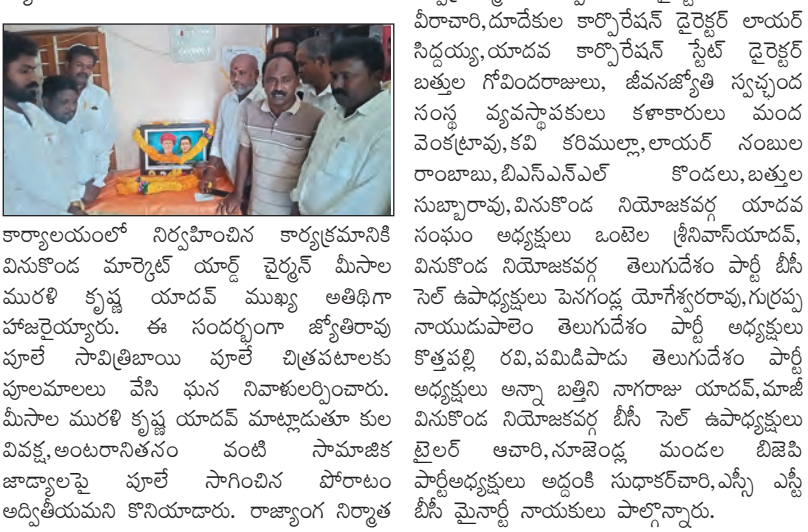 కార్యాలయంలో నిర్వహించిన కార్యక్రమానికి
వినుకొండ మార్కెట్ యార్డ్ చైర్మన్ మీసాల
మురళి కృష్ణ యాదవ్ ముఖ్య అతిథిగా
హాజరైయ్యారు. ఈ సందర్భంగా జ్యోతిరావు
పూలే సావిత్రిబాయి పూలే చిత్రపటాలకు
పూలమాలలు వేసి ఘన నివాళులర్పించారు.
మీసాల మురళి కృష్ణ యాదవ్ మాట్లాడుతూ కుల
వివక్ష,అంటరానితనం వంటి సామాజిక
జాడ్యాలపై పూలే సాగించిన పోరాటం
అద్వితీయమని కొనియాడారు. రాజ్యాంగ నిర్మాత
వీరాచారి,దూదేకుల కార్పొరేషన్ డైరెక్టర్ లాయర్
సిద్దయ్య,యాదవ కార్పొరేషన్ స్టేట్ డైరెక్టర్
బత్తుల గోవిందరాజులు, జీవనజ్యోతి స్వచ్ఛంద
సంస్థ వ్యవస్థాపకులు కళాకారులు మంద
వెంకట్రావు,కవి కరిముల్లా,లాయర్ నంబుల
రాంబాబు,బిఎస్ఎన్ఎల్ కొండలు,బత్తుల
సుబ్బారావు,వినుకొండ నియోజకవర్గ యాదవ
సంఘం అధ్యక్షులు ఒంటెల శ్రీనివాస్‌యాదవ్,
వినుకొండ నియోజకవర్గ తెలుగుదేశం పార్టీ బీసీ
సెల్ ఉపాధ్యక్షులు పెనగండ్ల యోగేశ్వరరావు,గుర్రప్ప
నాయుడుపాలెం తెలుగుదేశం పార్టీ అధ్యక్షులు
కొత్తపల్లి రవి,పమిడిపాడు తెలుగుదేశం పార్టీ
అధ్యక్షులు అన్నా బత్తిని నాగరాజు యాదవ్,మాజీ
వినుకొండ నియోజకవర్గ బీసీ సెల్ ఉపాధ్యక్షులు
టైలర్ ఆచారి,నూజెండ్ల మండల బిజెపి
పార్టీఅధ్యక్షులు అద్దంకి సుధాకర్‌చారి,ఎస్సీ ఎస్టీ
బీసీ మైనార్టీ నాయకులు పాల్గొన్నారు.